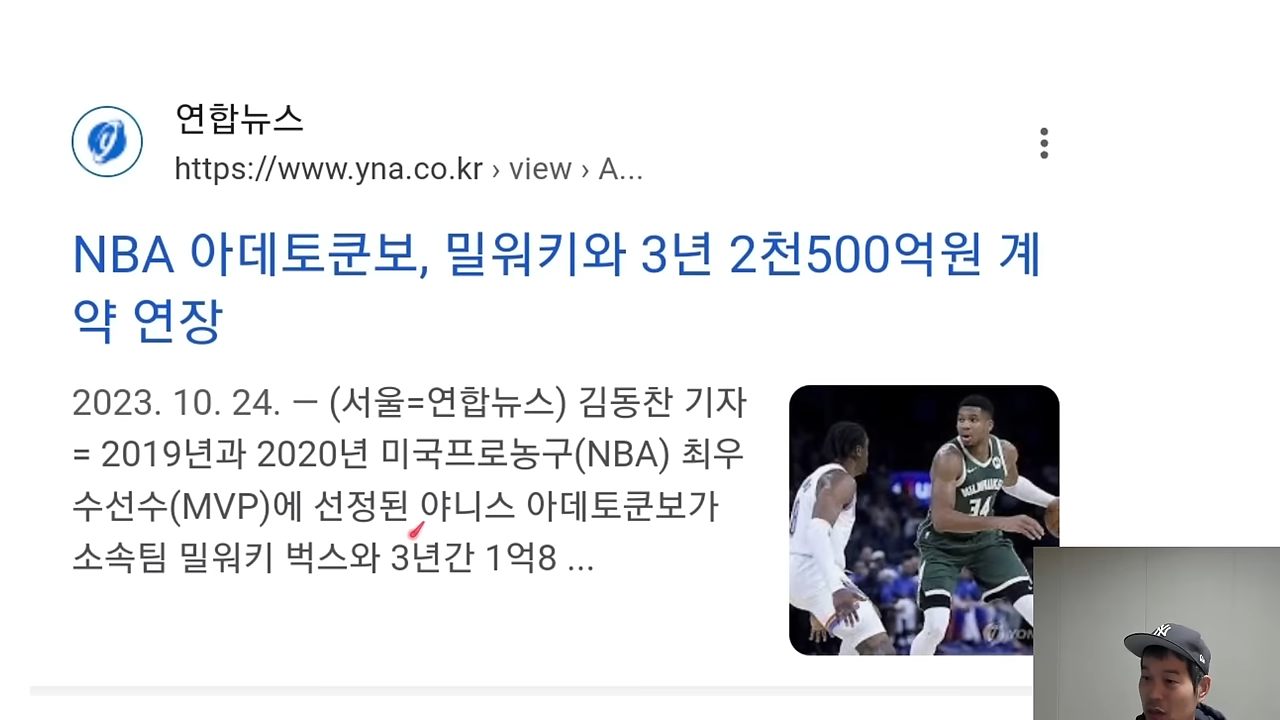 연합뉴스
https://www.yna.co.kr › view › A...
NBA 아데토쿤보, 밀워키와 3년 2천500억원 계
약 연장
2023. 10. 24. — (서울=연합뉴스) 김동찬 기자
= 2019년과 2020년 미국프로농구(NBA) 최우
수선수(MVP)에 선정된 야니스 아데토쿤보가
소속팀 밀워키 벅스와 3년간 1억8 ...
MILWAUKEE
34